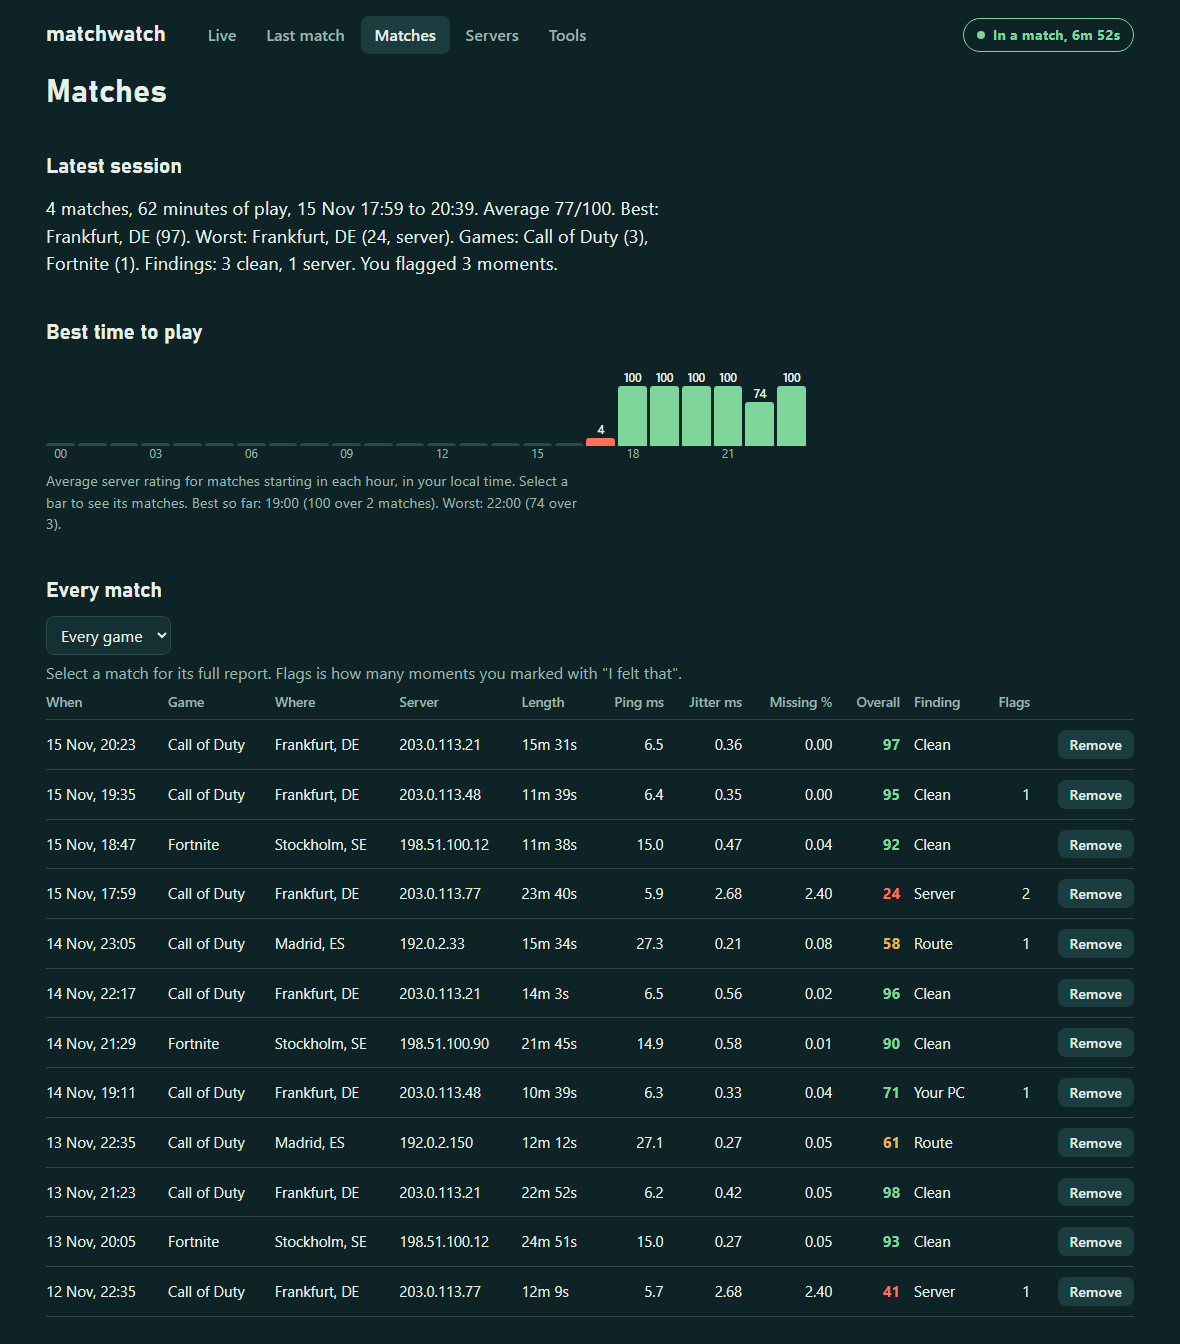 matchwatch Live Last match Matches Servers Tools In a match, 6m 52s
Matches
Latest session
4 matches, 62 minutes of play, 15 Nov 17:59 to 20:39. Average 77/100. Best:
Frankfurt, DE (97). Worst: Frankfurt, DE (24, server). Games: Call of Duty (3),
Fortnite (1). Findings: 3 clean, 1 server. You flagged 3 moments.
Best time to play
4 100 100 100 100 74 100
00 03 06 09 12 15 18 21
Average server rating for matches starting in each hour, in your local time. Select a
bar to see its matches. Best so far: 19:00 (100 over 2 matches). Worst: 22:00 (74 over
3).
Every match
Every game
Select a match for its full report. Flags is how many moments you marked with "I felt that".
When Game Where Server Length Ping ms Jitter ms Missing % Overall Finding Flags
15 Nov, 20:23 Call of Duty Frankfurt, DE 203.0.113.21 15m 31s 6.5 0.36 0.00 97 Clean Remove
15 Nov, 19:35 Call of Duty Frankfurt, DE 203.0.113.48 11m 39s 6.4 0.35 0.00 95 Clean 1 Remove
15 Nov, 18:47 Fortnite Stockholm, SE 198.51.100.12 11m 38s 15.0 0.47 0.04 92 Clean Remove
15 Nov, 17:59 Call of Duty Frankfurt, DE 203.0.113.77 23m 40s 5.9 2.68 2.40 24 Server 2 Remove
14 Nov, 23:05 Call of Duty Madrid, ES 192.0.2.33 15m 34s 27.3 0.21 0.08 58 Route 1 Remove
14 Nov, 22:17 Call of Duty Frankfurt, DE 203.0.113.21 14m 3s 6.5 0.56 0.02 96 Clean Remove
14 Nov, 21:29 Fortnite Stockholm, SE 198.51.100.90 21m 45s 14.9 0.58 0.01 90 Clean Remove
14 Nov, 19:11 Call of Duty Frankfurt, DE 203.0.113.48 10m 39s 6.3 0.33 0.04 71 Your PC 1 Remove
13 Nov, 22:35 Call of Duty Madrid, ES 192.0.2.150 12m 12s 27.1 0.27 0.05 61 Route Remove
13 Nov, 21:23 Call of Duty Frankfurt, DE 203.0.113.21 22m 52s 6.2 0.42 0.05 98 Clean Remove
13 Nov, 20:05 Fortnite Stockholm, SE 198.51.100.12 24m 51s 15.0 0.27 0.05 93 Clean Remove
12 Nov, 22:35 Call of Duty Frankfurt, DE 203.0.113.77 12m 9s 5.7 2.68 2.40 41 Server 1 Remove